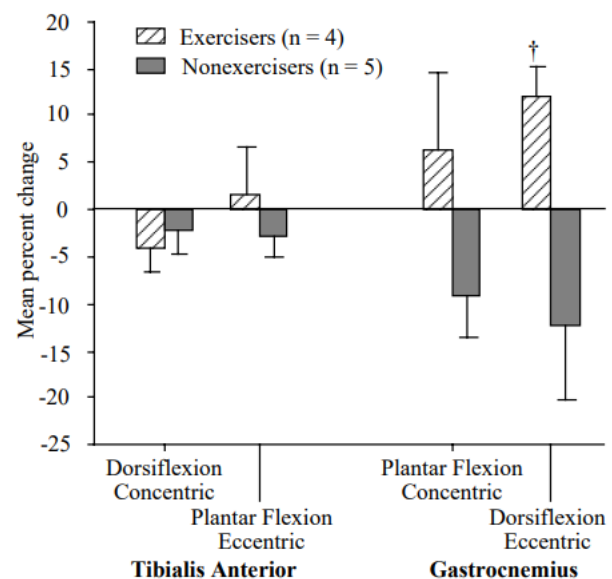 20
15
10
5
0
-5
-10
-15
-20
-25
Mean percent change
Exercisers (n = 4)
Nonexercisers (n = 5)
†
Dorsiflexion
Concentric
Plantar Flexion
Eccentric
Tibialis Anterior
Plantar Flexion
Concentric
Dorsiflexion
Eccentric
Gastrocnemius